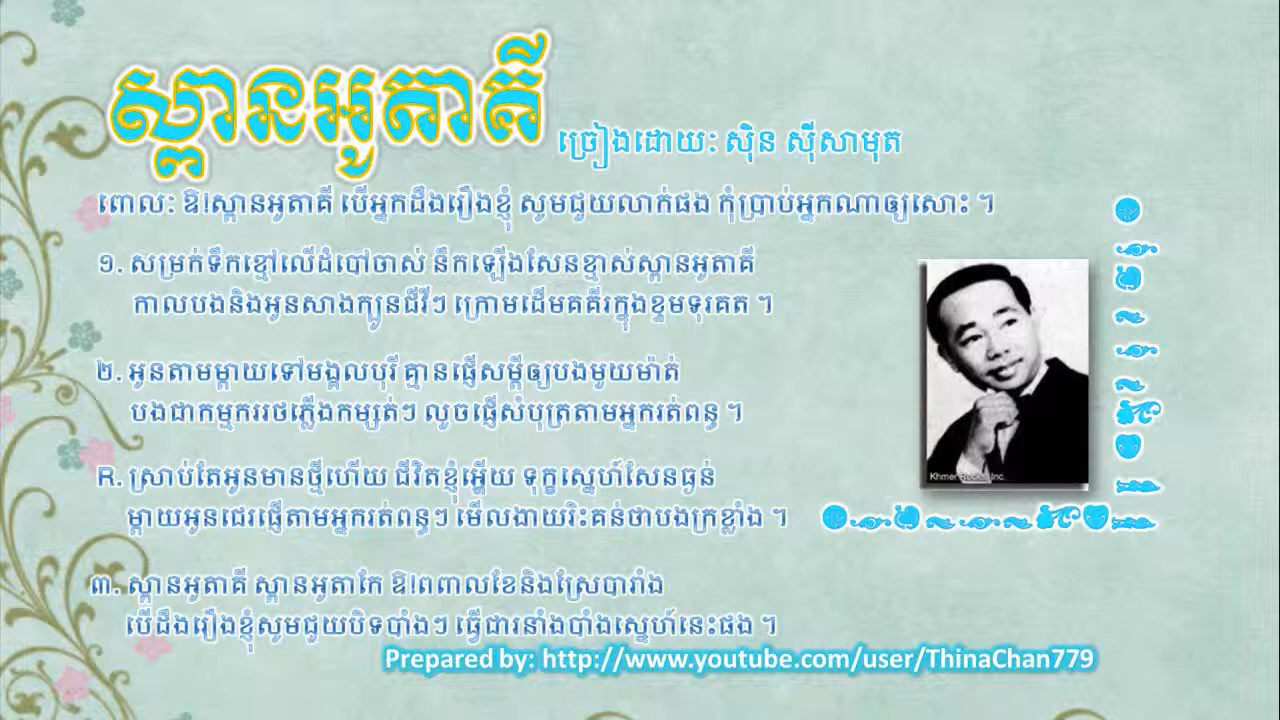 ស្ពានអូតាគី
ច្រៀងដោយ: ស៊ិន ស៊ីសាមុត
ពោល: ឱ!ស្ពានអូតាគី បើអ្នកដឹងរឿងខ្ញុំ សូមជួយលាក់ផង កុំប្រាប់អ្នកណាឲ្យសោះ ។
១. សម្រក់ទឹកខ្មៅលើដំបៅចាស់ នឹកឡើងសែនខ្មាស់ស្ពានអូតាគី
កាលបងនិងអូនសាងក្បូនជីវីៗ ក្រោមដើមគគីរក្នុងខ្ទមទុរគត ។
២. អូនតាមម្ដាយទៅមង្គលបុរី គ្មានផ្ញើសម្ដីឲ្យបងមួយម៉ាត់
បងជាកម្មកររថភ្លើងកម្សត់ៗ លួចផ្ញើសំបុត្រតាមអ្នករត់ពន្ធ ។
R. ស្រាប់តែអូនមានថ្មីហើយ ជីវិតខ្ញុំអ្ហើយ ទុក្ខស្នេហ៍សែនធ្ងន់
ម្ដាយអូនជេរផ្ញើតាមអ្នករត់ពន្ធៗ មើលងាយរិះគន់ថាបងក្រខ្លាំង ។
៣. ស្ពានអូតាគី ស្ពានអូតាកែ ឱ!ពពាលខែនិងស្រែបារាំង
បើដឹងរឿងខ្ញុំសូមជួយបិទបាំងៗ ធ្វើជារនាំងបាំងស្នេហ៍នេះផង ។
Khmer Rocks Inc.
Prepared by: http://www.youtube.com/user/ThinaChan779